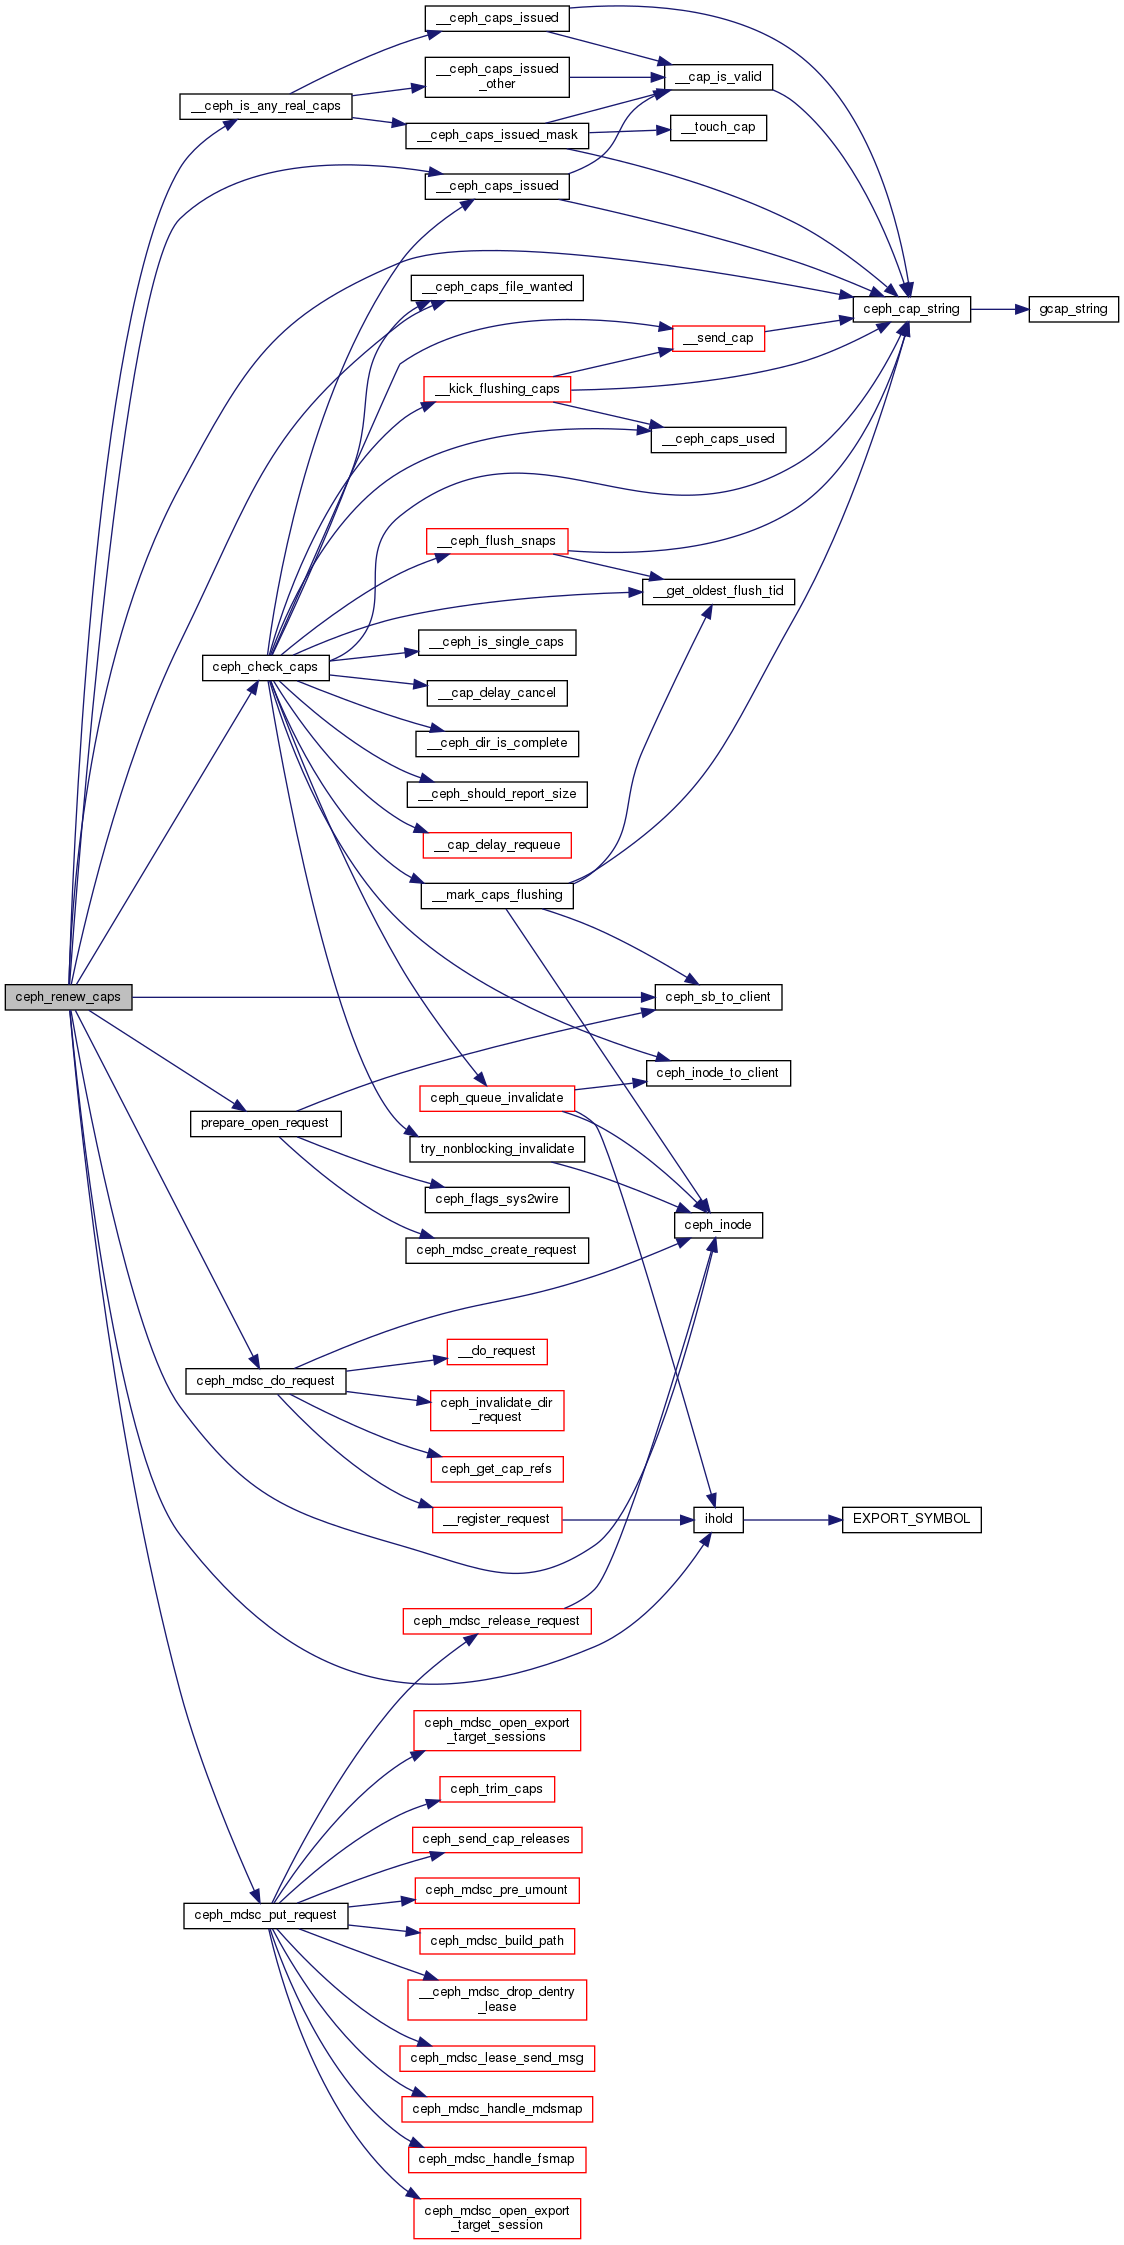 __ceph_caps_issued
__ceph_caps_issued
_other
__cap_is_valid
__ceph_is_any_real_caps
__touch_cap
__ceph_caps_issued_mask
__ceph_caps_issued
__ceph_caps_file_wanted
ceph_cap_string
gcap_string
__send_cap
__kick_flushing_caps
__ceph_caps_used
__ceph_flush_snaps
__get_oldest_flush_tid
__ceph_is_single_caps
ceph_check_caps
__cap_delay_cancel
__ceph_dir_is_complete
__ceph_should_report_size
__cap_delay_requeue
__mark_caps_flushing
ceph_renew_caps
ceph_sb_to_client
ceph_inode_to_client
ceph_queue_invalidate
prepare_open_request
try_nonblocking_invalidate
ceph_flags_sys2wire
ceph_inode
ceph_mdsc_create_request
__do_request
ceph_mdsc_do_request
ceph_invalidate_dir
_request
ceph_get_cap_refs
__register_request
ihold
EXPORT_SYMBOL
ceph_mdsc_release_request
ceph_mdsc_open_export
_target_sessions
ceph_trim_caps
ceph_send_cap_releases
ceph_mdsc_pre_umount
ceph_mdsc_put_request
ceph_mdsc_build_path
__ceph_mdsc_drop_dentry
_lease
ceph_mdsc_lease_send_msg
ceph_mdsc_handle_mdsmap
ceph_mdsc_handle_fsmap
ceph_mdsc_open_export
_target_session